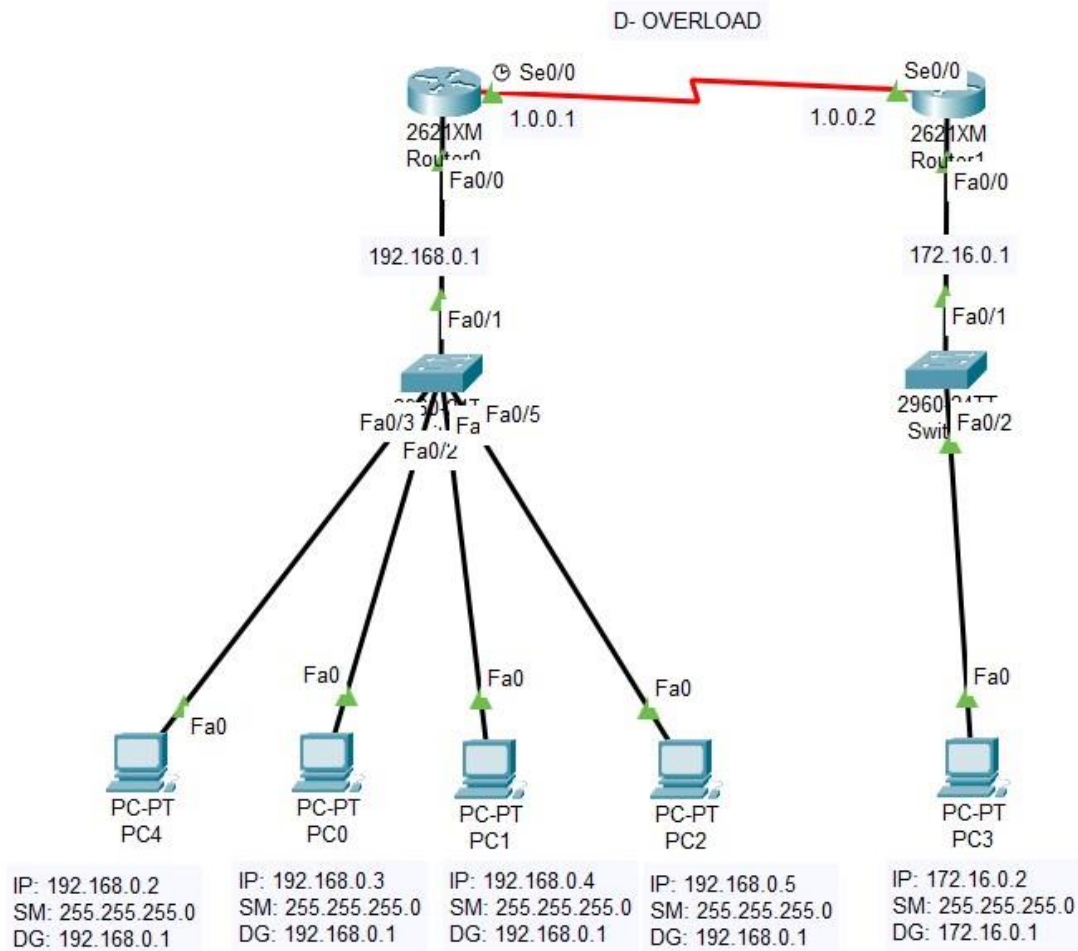 D- OVERLOAD
Se0/0
Se0/0
1.0.0.1
1.0.0.2
2621XM
2621XM
Fa0/0
Fa0/0
192.168.0.1
172.16.0.1
Fa0/1
Fa0/1
Fa0/3
Fa
Fa0/5
Fa0/2
Fa0/2
Fa0
Fa0
Fa0
Fa0
Fa0
PC-PT
PC4
PC-PT
PC0
PC-PT
PC1
PC-PT
PC2
PC-PT
PC3
IP: 192.168.0.2
SM: 255.255.255.0
DG: 192.168.0.1
IP: 192.168.0.3
SM: 255.255.255.0
DG: 192.168.0.1
IP: 192.168.0.4
SM: 255.255.255.0
DG: 192.168.0.1
IP: 192.168.0.5
SM: 255.255.255.0
DG: 192.168.0.1
IP: 172.16.0.2
SM: 255.255.255.0
DG: 172.16.0.1